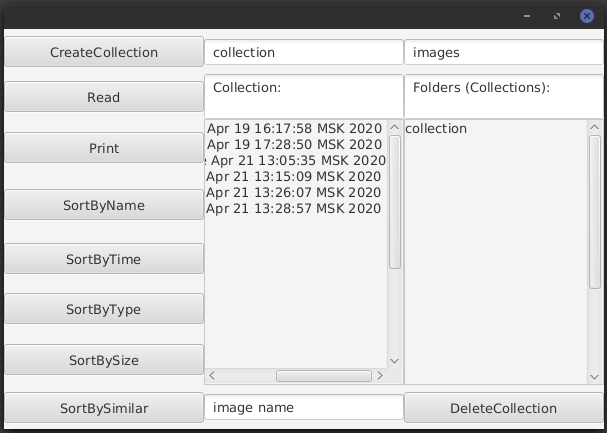 CreateCollection
collection
images
Read
Collection:
Folders (Collections):
Print
Apr 19 16:17:58 MSK 2020
Apr 19 17:28:50 MSK 2020
Apr 21 13:05:35 MSK 2020
Apr 21 13:15:09 MSK 2020
Apr 21 13:26:07 MSK 2020
Apr 21 13:28:57 MSK 2020
collection
SortByName
SortByTime
SortByType
SortBySize
SortBySimilar
image name
DeleteCollection